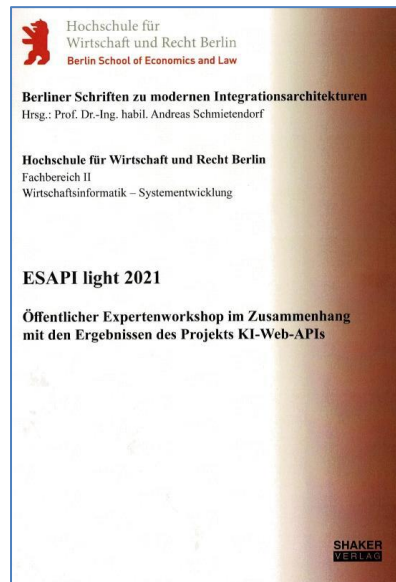 Hochschule für
Wirtschaft und Recht Berlin
Berlin School of Economics and Law
Berliner Schriften zu modernen Integrationsarchitekturen
Hrsg.: Prof. Dr.-Ing. habil. Andreas Schmietendorf
Hochschule für Wirtschaft und Recht Berlin
Fachbereich II
Wirtschaftsinformatik – Systementwicklung
ESAPI light 2021
Öffentlicher Expertenworkshop im Zusammenhang
mit den Ergebnissen des Projekts KI-Web-APIs
SHAKER
VERLAG